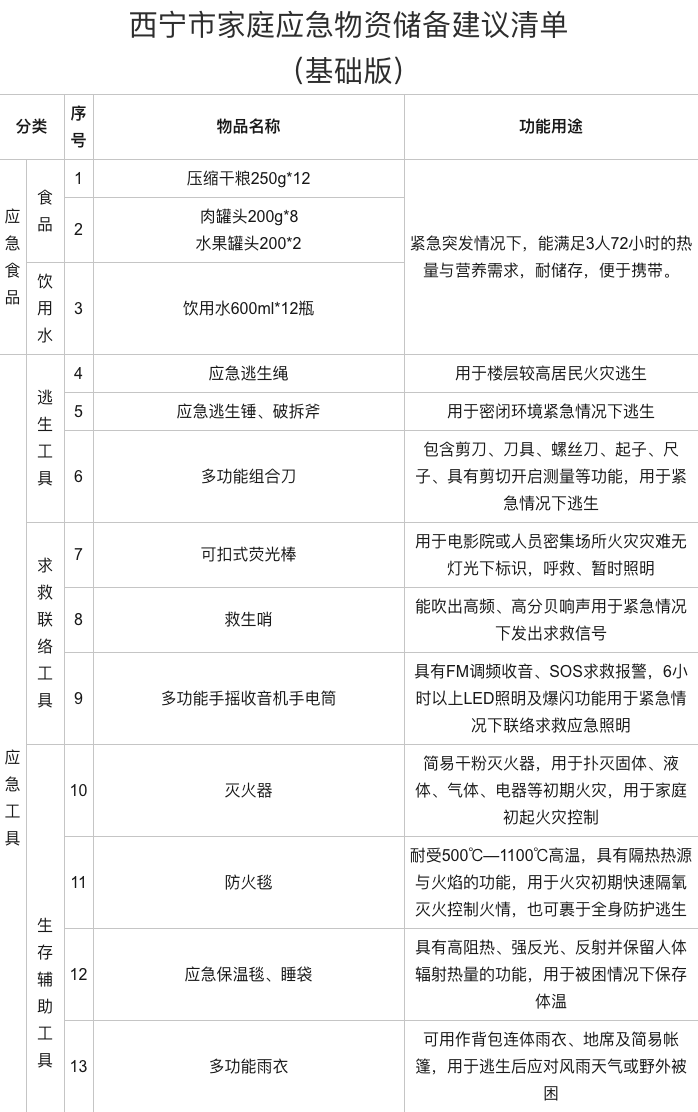 西宁市家庭应急物资储备建议清单
（基础版）
分类
序号
物品名称
功能用途
应急食品
食品
1
压缩干粮250g*12
紧急突发情况下，能满足3人72小时的热
量与营养需求，耐储存，便于携带。
2
肉罐头200g*8
水果罐头200*2
饮用水
3
饮用水600ml*12瓶
应急工具
逃生工具
4
应急逃生绳
用于楼层较高居民火灾逃生
5
应急逃生锤、破拆斧
用于密闭环境紧急情况下逃生
6
多功能组合刀
包含剪刀、刀具、螺丝刀、起子、尺
子、具有剪切开启测量等功能，用于紧
急情况下逃生
求救联络工具
7
可扣式荧光棒
用于电影院或人员密集场所火灾灾难无
灯光下标识，呼救、暂时照明
8
救生哨
能吹出高频、高分贝响声用于紧急情况
下发出求救信号
9
多功能手摇收音机手电筒
具有FM调频收音、SOS求救报警，6小
时以上LED照明及爆闪功能用于紧急情
况下联络求救应急照明
生存辅助工具
10
灭火器
简易干粉灭火器，用于扑灭固体、液
体、气体、电器等初期火灾，用于家庭
初起火灾控制
11
防火毯
耐受500℃—1100℃高温，具有隔热热源
与火焰的功能，用于火灾初期快速隔氧
灭火控制火情，也可裹于全身防护逃生
12
应急保温毯、睡袋
具有高阻热、强反光、反射并保留人体
辐射热量的功能，用于被困情况下保存
体温
13
多功能雨衣
可用作背包连体雨衣、地席及简易帐
篷，用于逃生后应对风雨天气或野外被
困